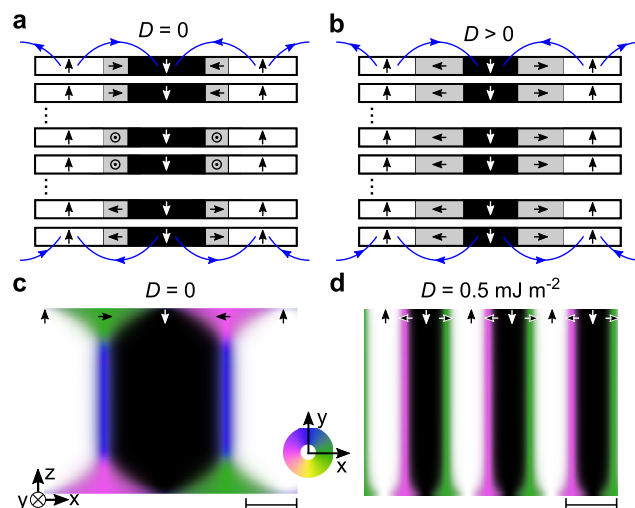 a D = 0
b D > 0
c D = 0
d D = 0.5 mJ m⁻²
y
x
z
y x